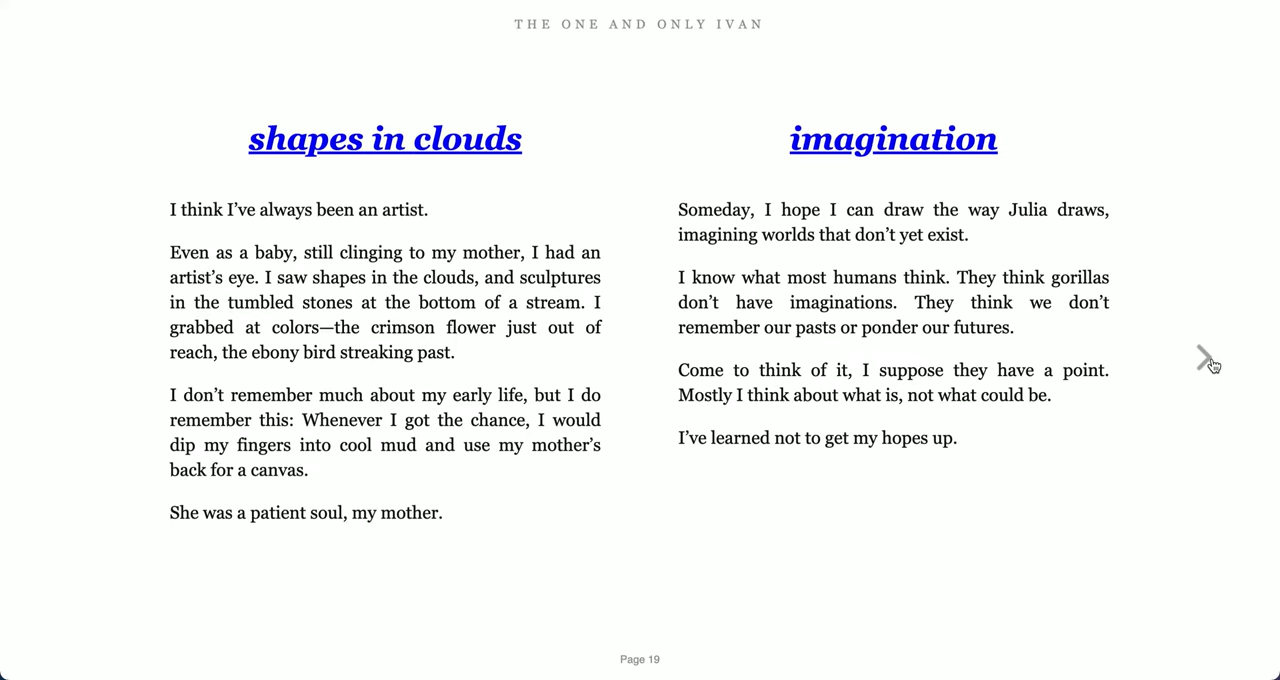 THE ONE AND ONLY IVAN
shapes in clouds
I think I’ve always been an artist.
Even as a baby, still clinging to my mother, I had an
artist’s eye. I saw shapes in the clouds, and sculptures
in the tumbled stones at the bottom of a stream. I
grabbed at colors—the crimson flower just out of
reach, the ebony bird streaking past.
I don’t remember much about my early life, but I do
remember this: Whenever I got the chance, I would
dip my fingers into cool mud and use my mother’s
back for a canvas.
She was a patient soul, my mother.
imagination
Someday, I hope I can draw the way Julia draws,
imagining worlds that don’t yet exist.
I know what most humans think. They think gorillas
don’t have imaginations. They think we don’t
remember our pasts or ponder our futures.
Come to think of it, I suppose they have a point.
Mostly I think about what is, not what could be.
I’ve learned not to get my hopes up.
Page 19